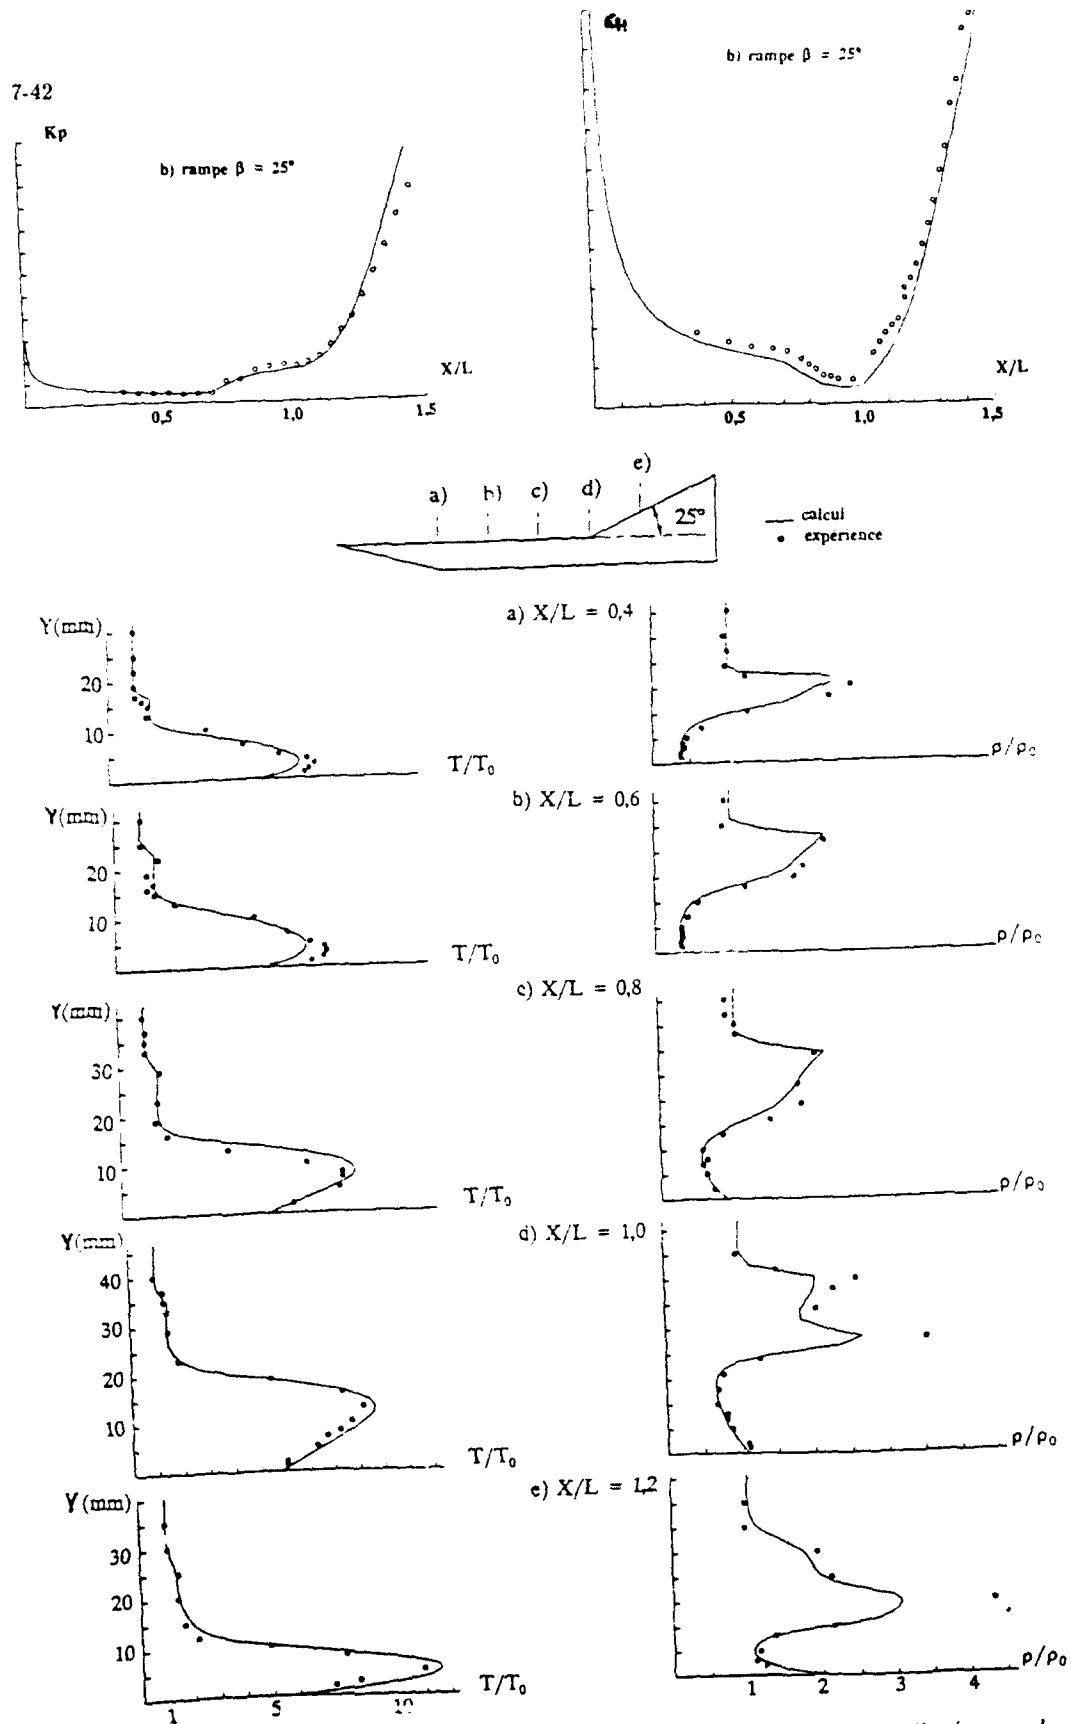 7-42
Kp
b) rampe β = 25°
X/L
0,5
1,0
1,5
b) rampe β = 25°
X/L
0,5
1,0
1,5
a) b) c) d) e)
25°
calcul
experience
a) X/L = 0,4
Y(mm)
20
10
T/T₀
ρ/ρ₀
b) X/L = 0,6
Y(mm)
20
10
T/T₀
ρ/ρ₀
c) X/L = 0,8
Y(mm)
30
20
10
T/T₀
ρ/ρ₀
d) X/L = 1,0
Y(mm)
40
30
20
10
T/T₀
ρ/ρ₀
e) X/L = 1,2
Y(mm)
30
20
10
T/T₀
1 5 10
ρ/ρ₀
1 2 3 4